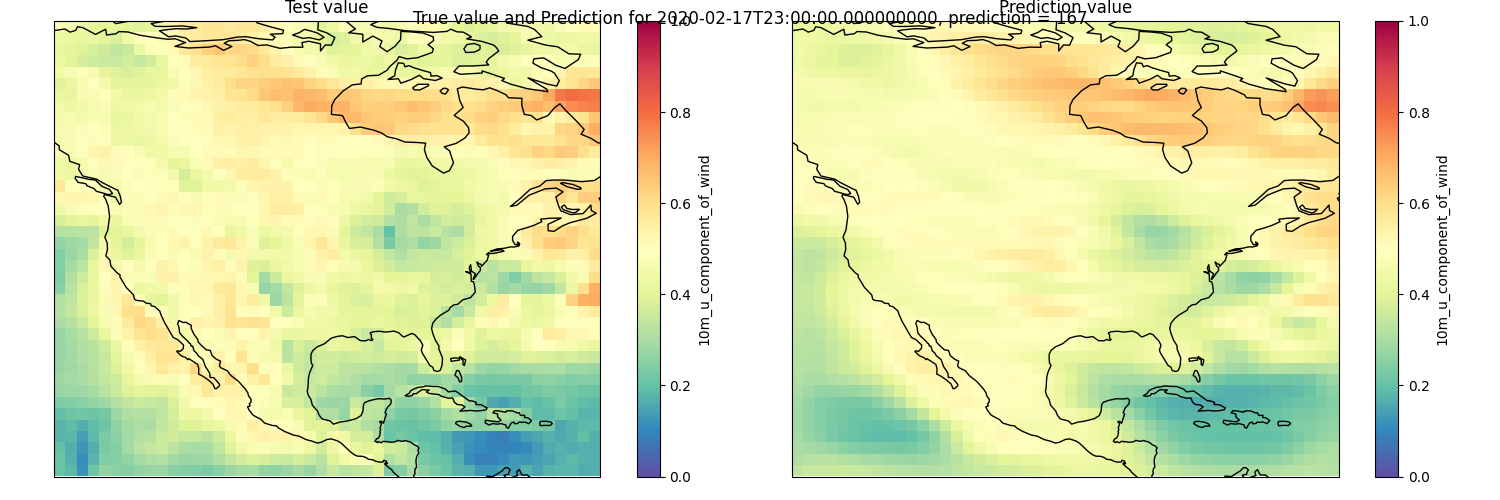 Test value
Prediction value
True value and Prediction for 2020-02-17T23:00:00.000000000, prediction = 167
1.0
0.8
0.6
0.4
0.2
0.0
10m_u_component_of_wind
1.0
0.8
0.6
0.4
0.2
0.0
10m_u_component_of_wind